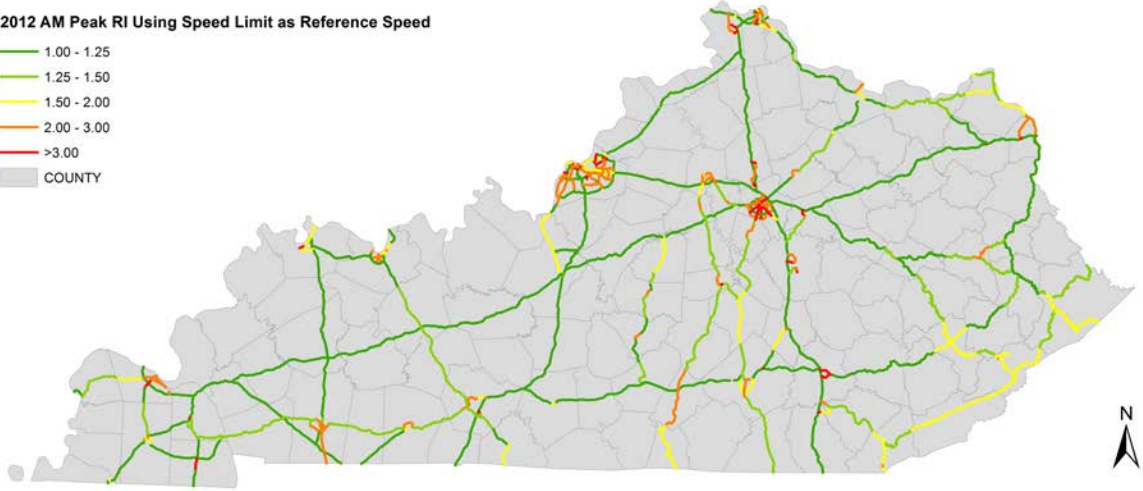 2012 AM Peak RI Using Speed Limit as Reference Speed
1.00 - 1.25
1.25 - 1.50
1.50 - 2.00
2.00 - 3.00
>3.00
COUNTY
N